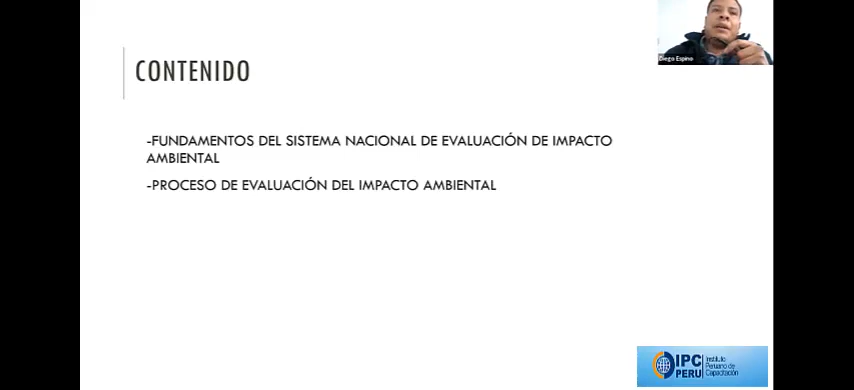 Diego Espino
CONTENIDO
-FUNDAMENTOS DEL SISTEMA NACIONAL DE EVALUACIÓN DE IMPACTO
AMBIENTAL
-PROCESO DE EVALUACIÓN DEL IMPACTO AMBIENTAL
IPC
PERU
Instituto
Peruano de
Capacitación